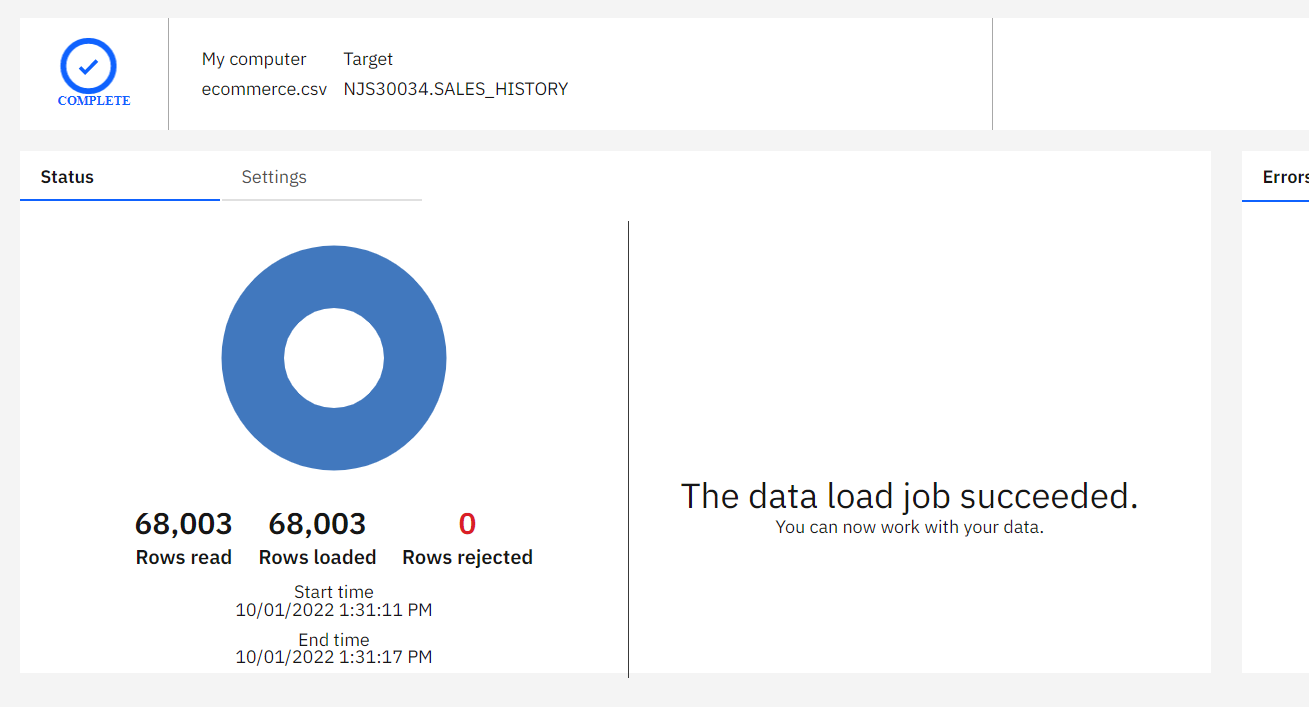 COMPLETE
My computer Target
ecommerce.csv NJS30034.SALES_HISTORY
Status Settings
Errors
68,003 68,003 0
Rows read Rows loaded Rows rejected
Start time
10/01/2022 1:31:11 PM
End time
10/01/2022 1:31:17 PM
The data load job succeeded.
You can now work with your data.